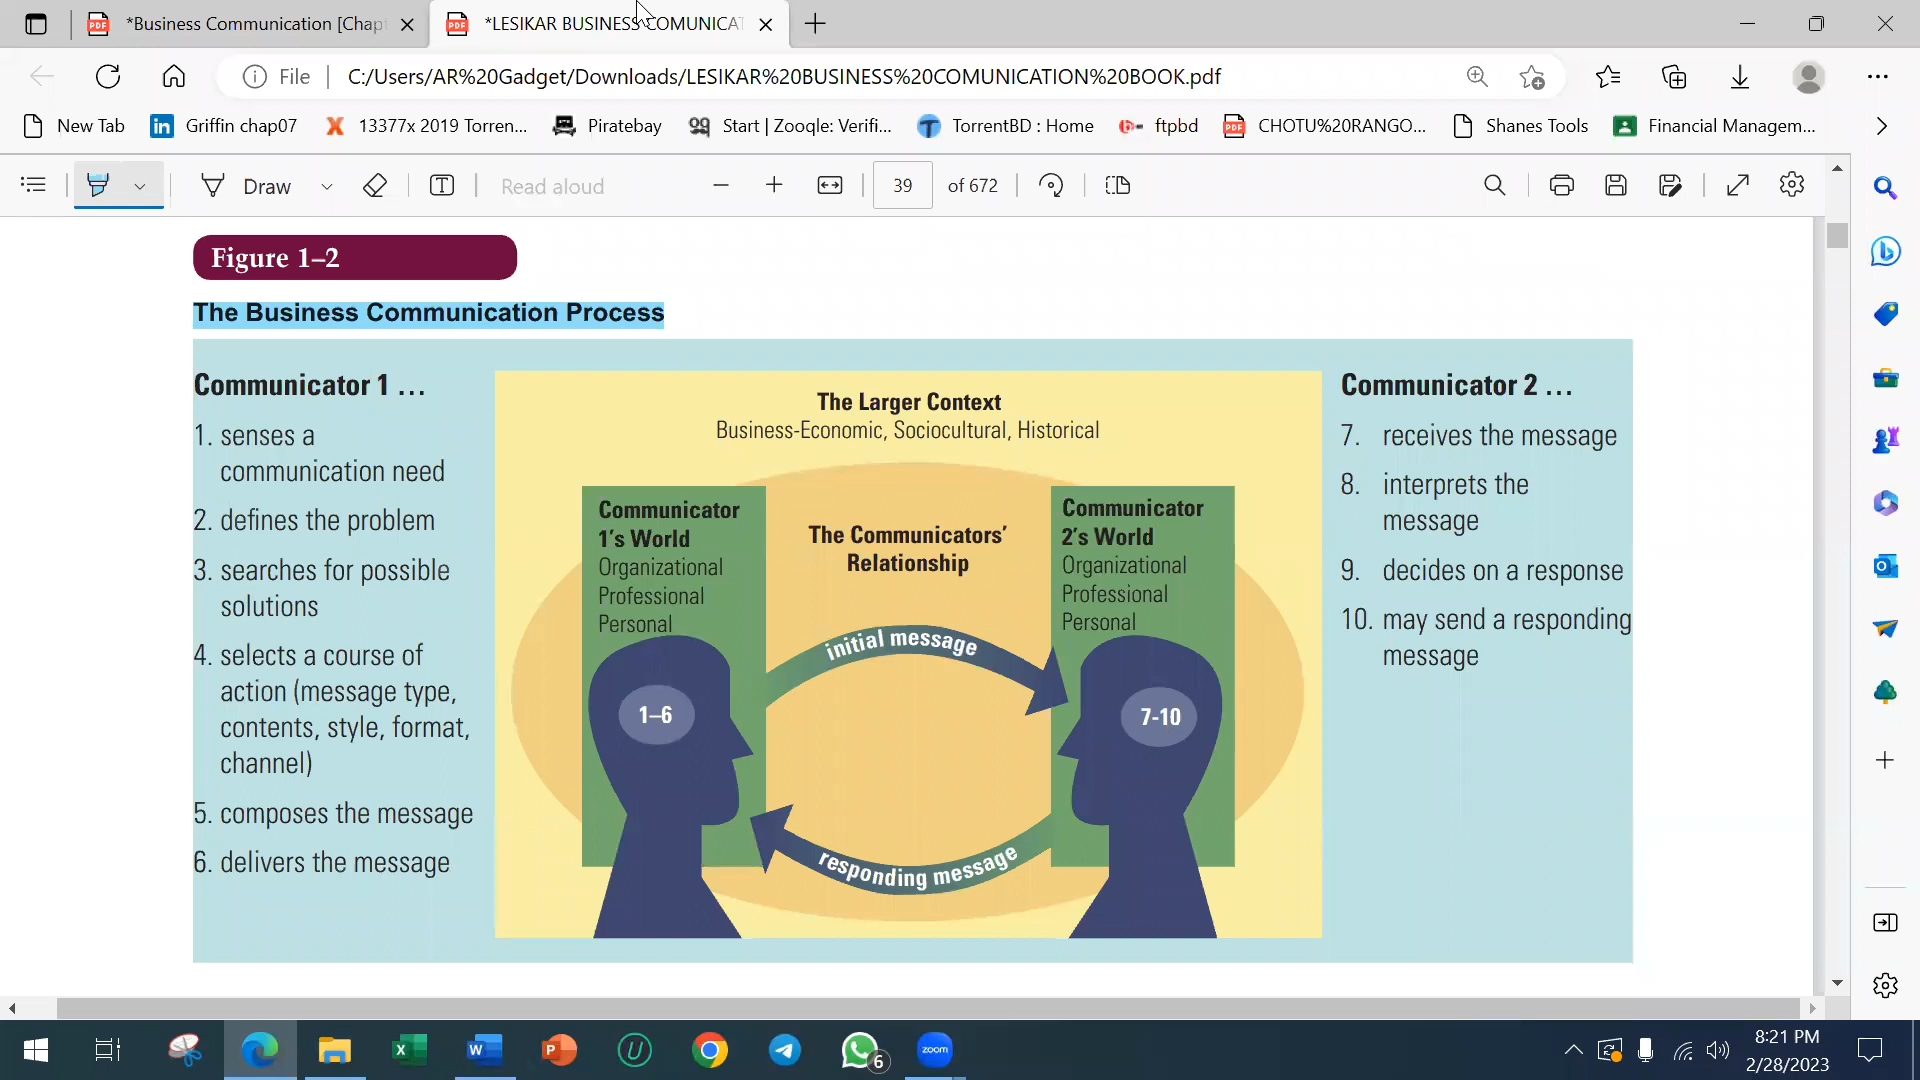 *Business Communication [Chapt
*LESIKAR BUSINESS COMUNICAT
File
C:/Users/AR%20Gadget/Downloads/LESIKAR%20BUSINESS%20COMUNICATION%20BOOK.pdf
New Tab
Griffin chap07
13377x 2019 Torren...
Piratebay
Start | Zooqle: Verifi...
TorrentBD : Home
ftpbd
CHOTU%20RANGO...
Shanes Tools
Financial Managem...
Draw
Read aloud
39
of 672
Figure 1–2
The Business Communication Process
Communicator 1 …
1. senses a
communication need
2. defines the problem
3. searches for possible
solutions
4. selects a course of
action (message type,
contents, style, format,
channel)
5. composes the message
6. delivers the message
The Larger Context
Business-Economic, Sociocultural, Historical
Communicator
1's World
Organizational
Professional
Personal
1–6
The Communicators'
Relationship
initial message
responding message
Communicator
2's World
Organizational
Professional
Personal
7-10
Communicator 2 …
7. receives the message
8. interprets the
message
9. decides on a response
10. may send a responding
message
6
zoom
8:21 PM
2/28/2023